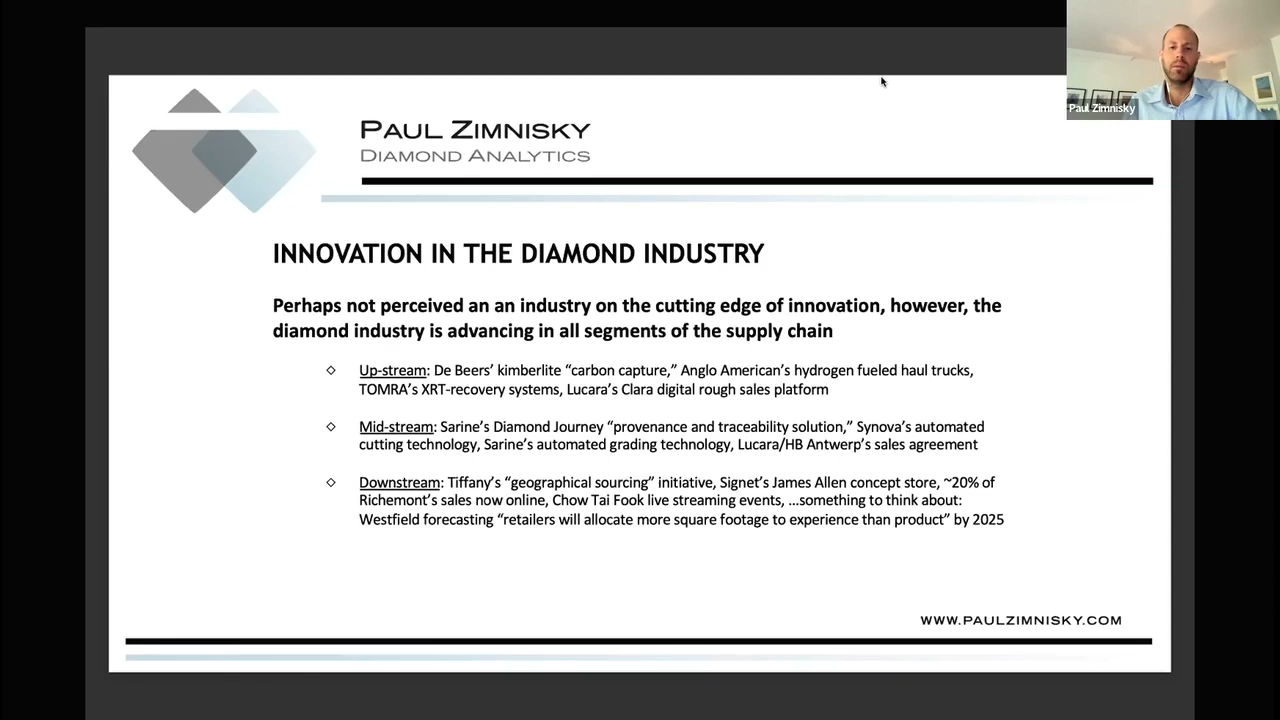 Paul Zimnisky
PAUL ZIMNISKY
DIAMOND ANALYTICS
INNOVATION IN THE DIAMOND INDUSTRY
Perhaps not perceived an an industry on the cutting edge of innovation, however, the
diamond industry is advancing in all segments of the supply chain
◇ Up-stream: De Beers’ kimberlite “carbon capture,” Anglo American’s hydrogen fueled haul trucks,
TOMRA’s XRT-recovery systems, Lucara’s Clara digital rough sales platform
◇ Mid-stream: Sarine’s Diamond Journey “provenance and traceability solution,” Synova’s automated
cutting technology, Sarine’s automated grading technology, Lucara/HB Antwerp’s sales agreement
◇ Downstream: Tiffany’s “geographical sourcing” initiative, Signet’s James Allen concept store, ~20% of
Richemont’s sales now online, Chow Tai Fook live streaming events, …something to think about:
Westfield forecasting “retailers will allocate more square footage to experience than product” by 2025
WWW.PAULZIMNISKY.COM